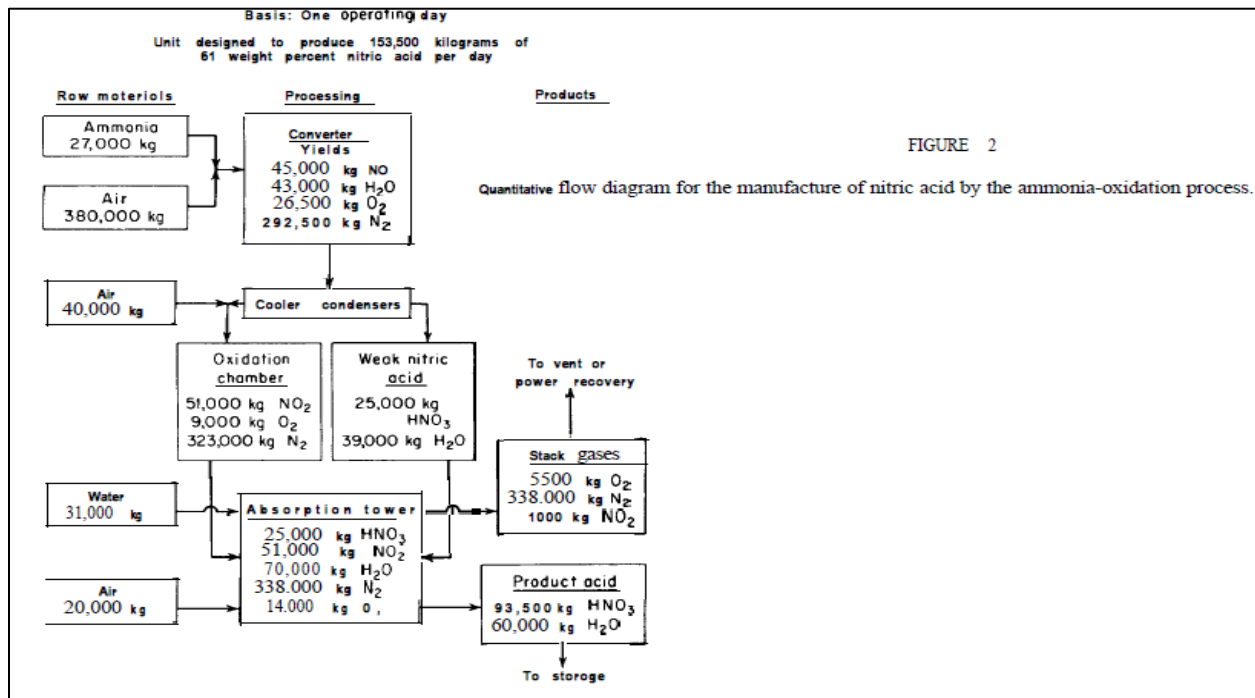 Basis: One operating day
Unit designed to produce 153,500 kilograms of
61 weight percent nitric acid per day
Row moteriols
Processing
Products
Ammonia
27,000 kg
Air
380,000 kg
Converter
Yields
45,000 kg NO
43,000 kg H₂O
26,500 kg O₂
292,500 kg N₂
FIGURE 2
Quantitative flow diagram for the manufacture of nitric acid by the ammonia-oxidation process.
Air
40,000 kg
Cooler condensers
Oxidation
chamber
51,000 kg NO₂
9,000 kg O₂
323,000 kg N₂
Weak nitric
acid
25,000 kg
HNO₃
39,000 kg H₂O
To vent or
power recovery
Stack gases
5500 kg O₂
338.000 kg N₂
1000 kg NO₂
Water
31,000 kg
Absorption tower
25,000 kg HNO₃
51,000 kg NO₂
70,000 kg H₂O
338.000 kg N₂
14.000 kg 0,
Air
20,000 kg
Product acid
93,500 kg HNO₃
60,000 kg H₂O
To storoge